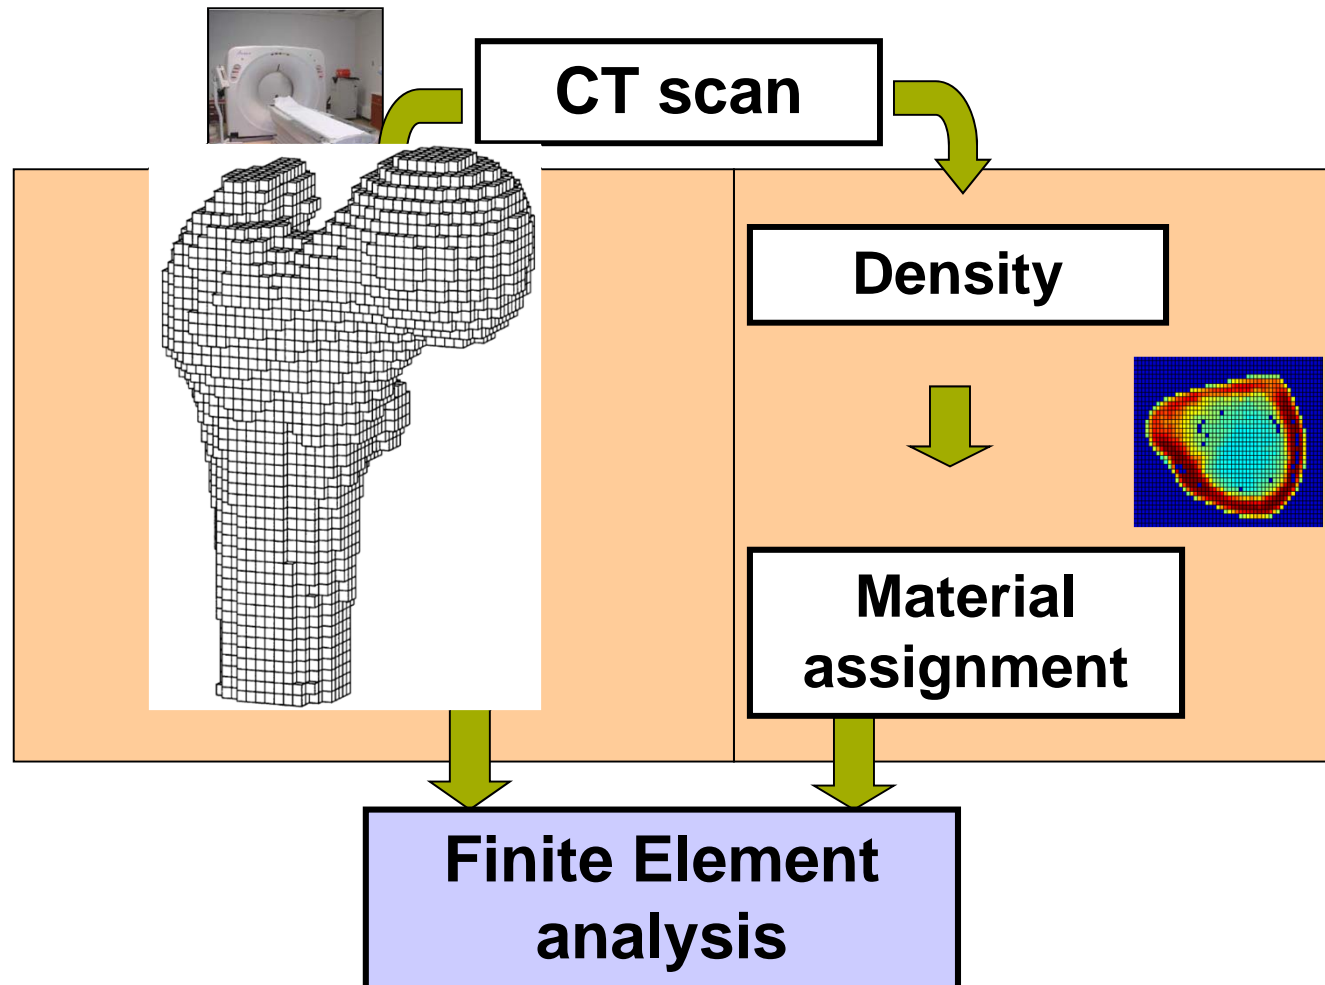 CT scan
Density
Material
assignment
Finite Element
analysis